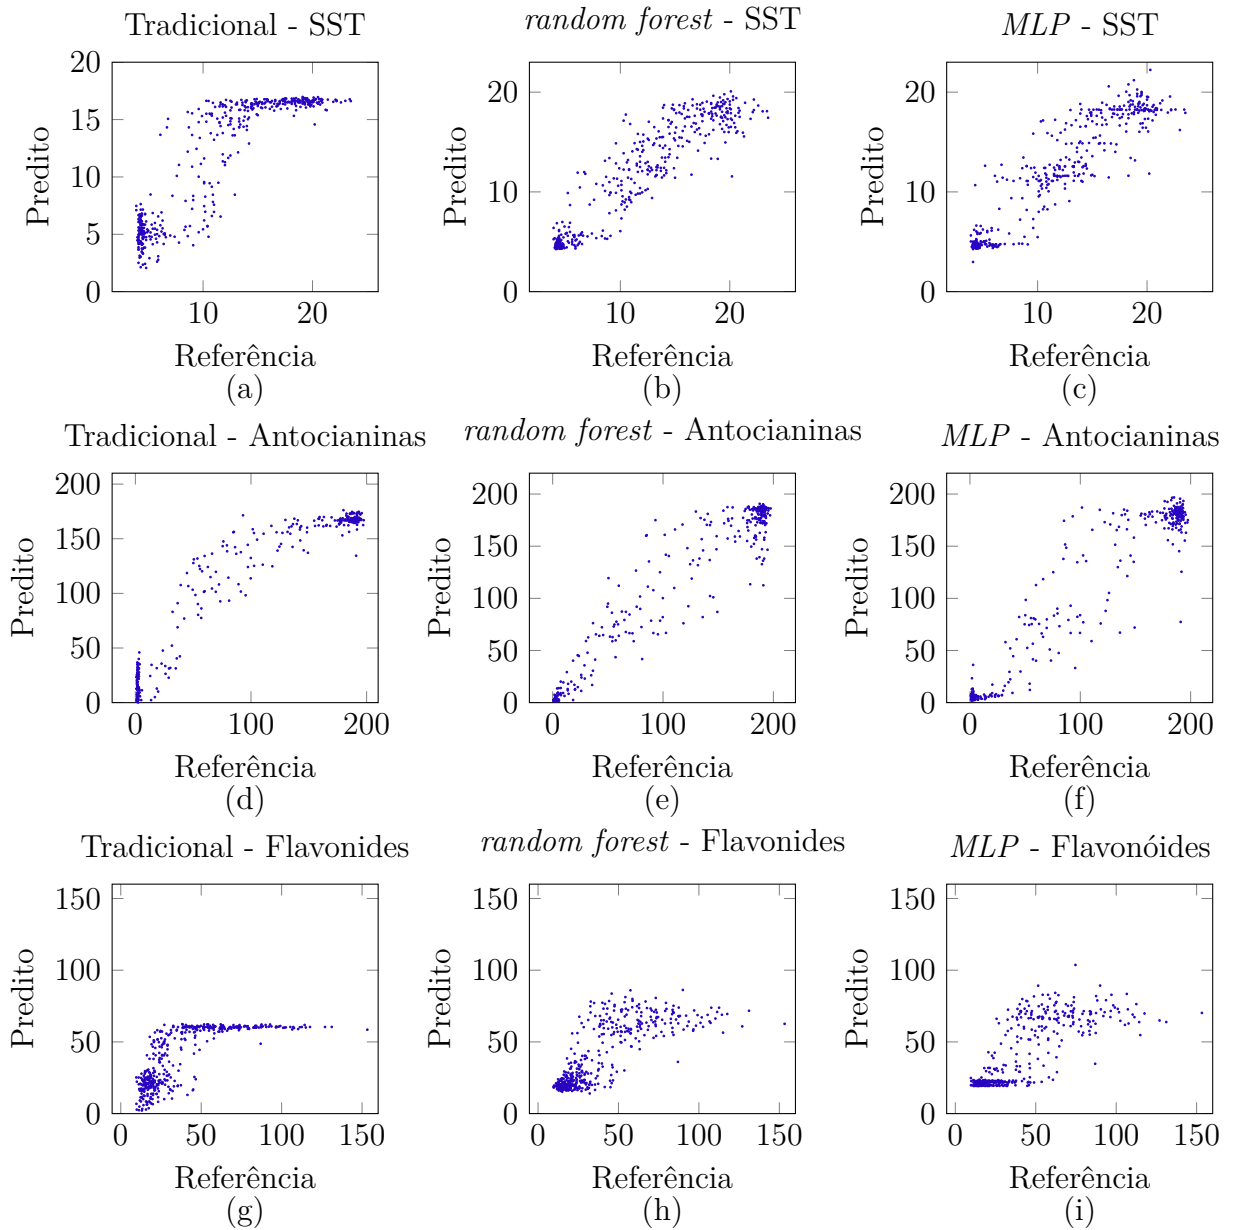 Tradicional - SST
random forest - SST
MLP - SST
20
15
10
5
0
Predito
10
20
Referência
(a)
20
10
0
Predito
10
20
Referência
(b)
20
10
0
Predito
10
20
Referência
(c)
Tradicional - Antocianinas
random forest - Antocianinas
MLP - Antocianinas
200
150
100
50
0
Predito
0
100
200
Referência
(d)
200
150
100
50
0
Predito
0
100
200
Referência
(e)
200
150
100
50
0
Predito
0
100
200
Referência
(f)
Tradicional - Flavonides
random forest - Flavonides
MLP - Flavonóides
150
100
50
0
Predito
0
50
100
150
Referência
(g)
150
100
50
0
Predito
0
50
100
150
Referência
(h)
150
100
50
0
Predito
0
50
100
150
Referência
(i)